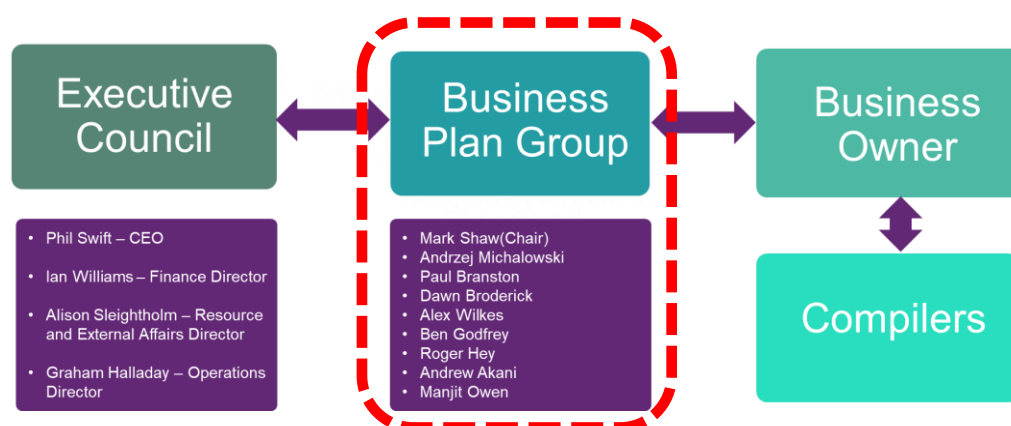 Executive
Council
Business
Plan Group
Business
Owner
• Phil Swift – CEO
• Ian Williams – Finance Director
• Alison Sleightholm – Resource
and External Affairs Director
• Graham Halladay – Operations
Director
• Mark Shaw(Chair)
• Andrzej Michalowski
• Paul Branston
• Dawn Broderick
• Alex Wilkes
• Ben Godfrey
• Roger Hey
• Andrew Akani
• Manjit Owen
Compilers